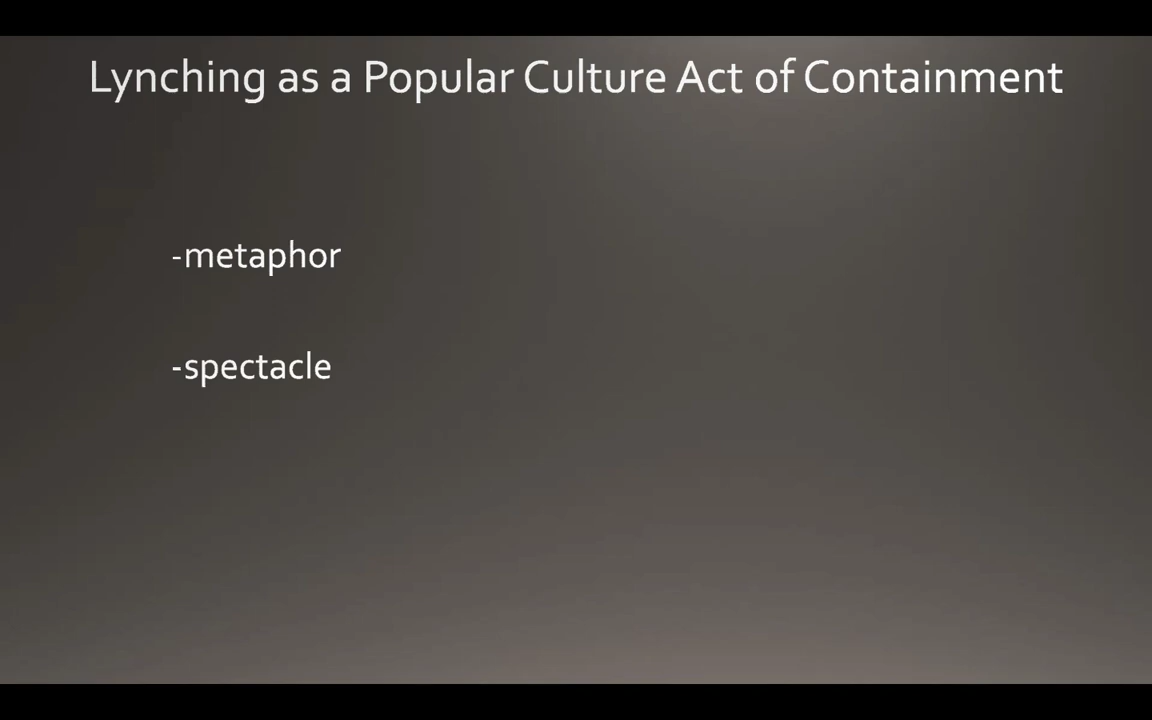 Lynching as a Popular Culture Act of Containment
-metaphor
-spectacle